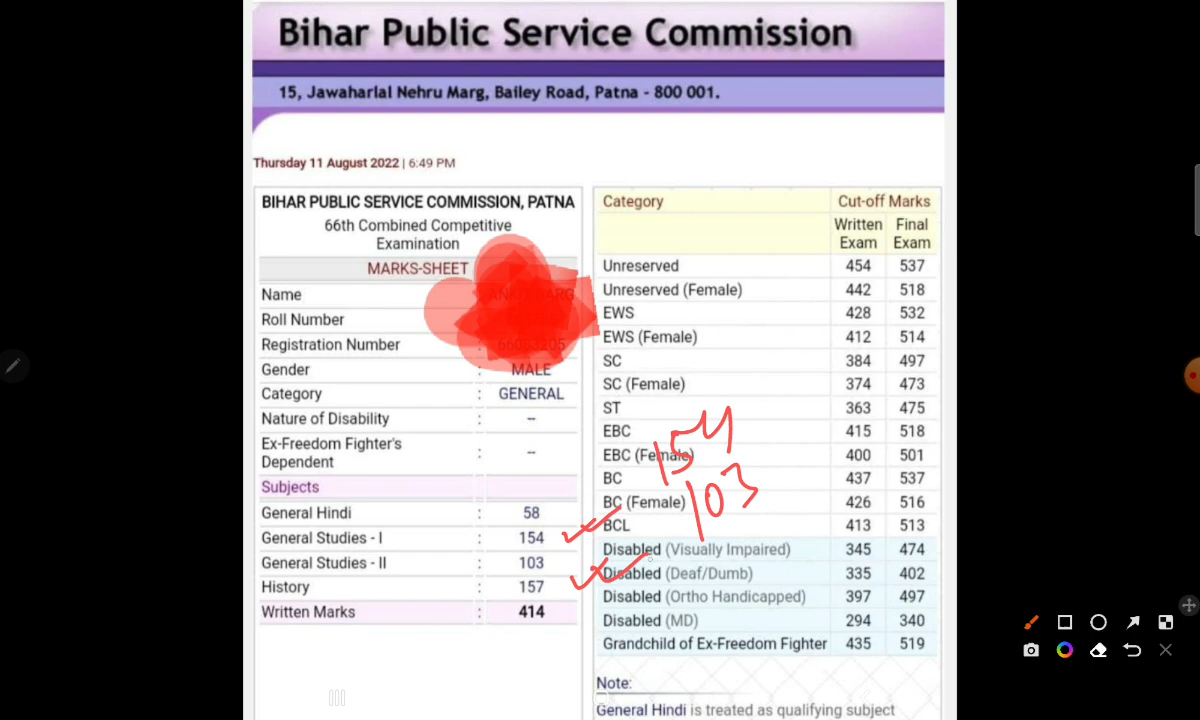 Bihar Public Service Commission
15, Jawaharlal Nehru Marg, Bailey Road, Patna - 800 001.
Thursday 11 August 2022 | 6:49 PM
BIHAR PUBLIC SERVICE COMMISSION, PATNA
66th Combined Competitive
Examination
MARKS-SHEET
Name
Roll Number
Registration Number :
Gender : MALE
Category : GENERAL
Nature of Disability : --
Ex-Freedom Fighter's
Dependent : --
Subjects
General Hindi : 58
General Studies - I : 154
General Studies - II : 103
History : 157
Written Marks : 414
Category Cut-off Marks
Written Final
Exam Exam
Unreserved 454 537
Unreserved (Female) 442 518
EWS 428 532
EWS (Female) 412 514
SC 384 497
SC (Female) 374 473
ST 363 475
EBC 415 518
EBC (Female) 400 501
BC 437 537
BC (Female) 426 516
BCL 413 513
Disabled (Visually Impaired) 345 474
Disabled (Deaf/Dumb) 335 402
Disabled (Ortho Handicapped) 397 497
Disabled (MD) 294 340
Grandchild of Ex-Freedom Fighter 435 519
154
103
Note:
General Hindi is treated as qualifying subject